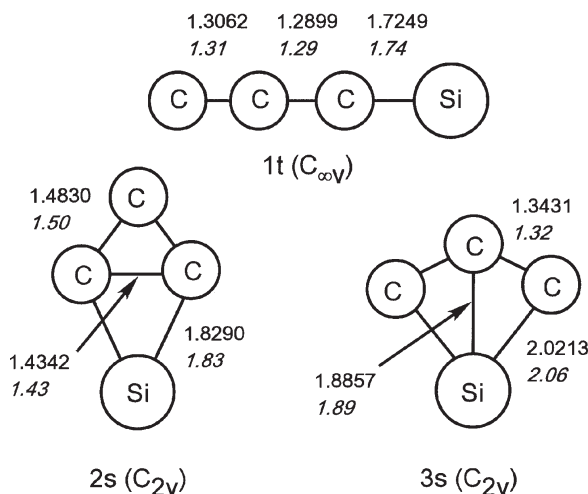 1.3062 1.2899 1.7249
1.31 1.29 1.74
C C C Si
1t (C∞v)
1.4830
1.50
C
C C
1.4342
1.43
1.8290
1.83
Si
2s (C2v)
1.3431
1.32
C
C C
1.8857
1.89
2.0213
2.06
Si
3s (C2v)